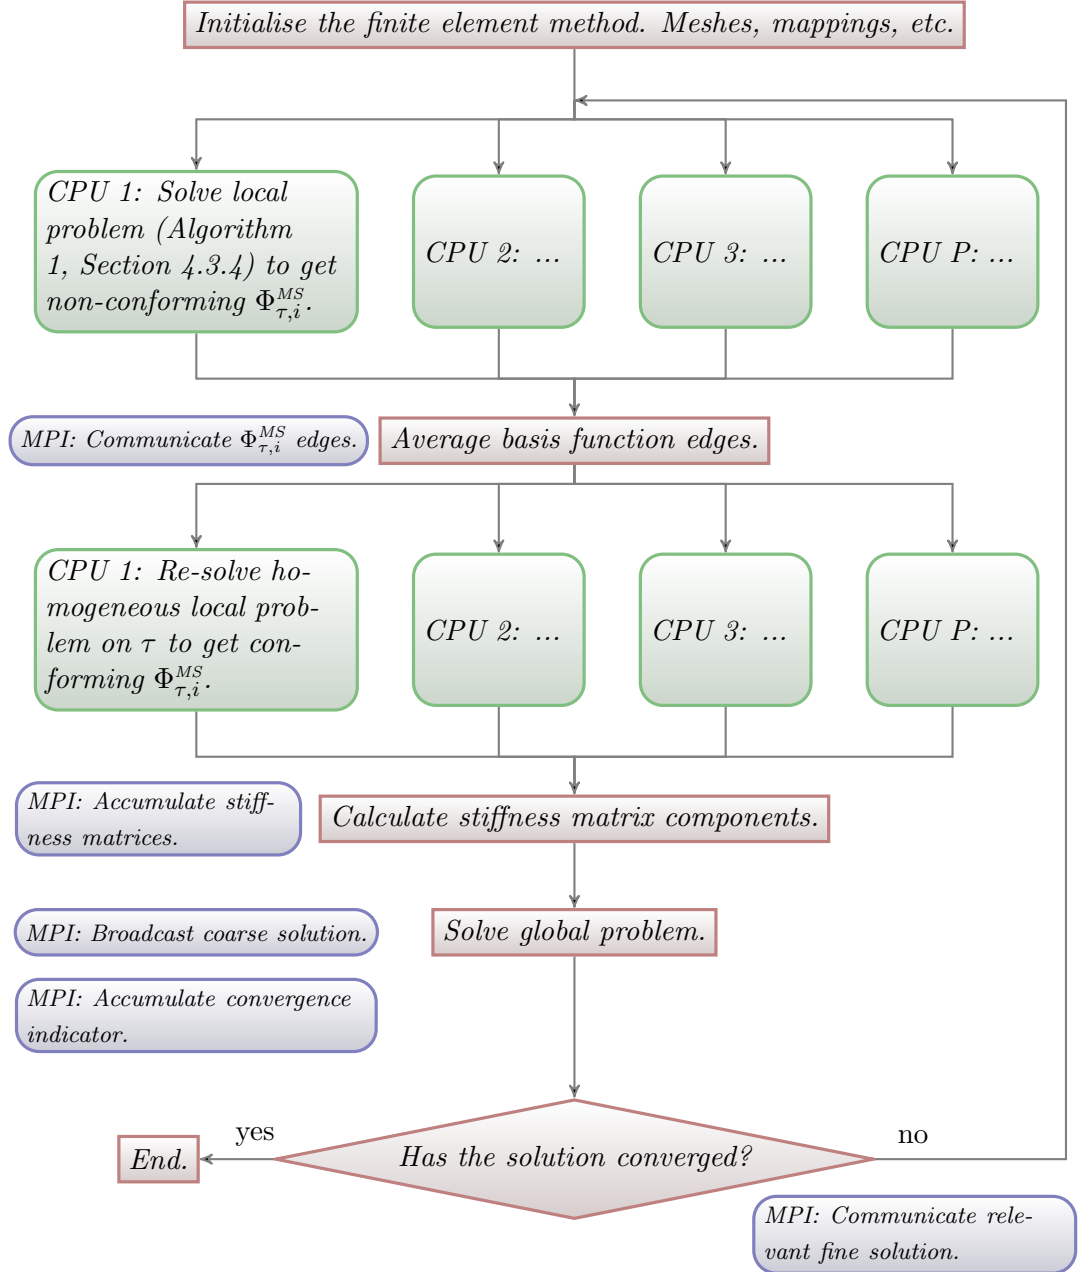 Initialise the finite element method. Meshes, mappings, etc.
CPU 1: Solve local
problem (Algorithm
1, Section 4.3.4) to get
non-conforming Φ^{MS}_{τ,i}.
CPU 2: ...
CPU 3: ...
CPU P: ...
MPI: Communicate Φ^{MS}_{τ,i} edges.
Average basis function edges.
CPU 1: Re-solve ho-
mogeneous local prob-
lem on τ to get con-
forming Φ^{MS}_{τ,i}.
CPU 2: ...
CPU 3: ...
CPU P: ...
MPI: Accumulate stiff-
ness matrices.
Calculate stiffness matrix components.
MPI: Broadcast coarse solution.
Solve global problem.
MPI: Accumulate convergence
indicator.
yes
no
End.
Has the solution converged?
MPI: Communicate rele-
vant fine solution.